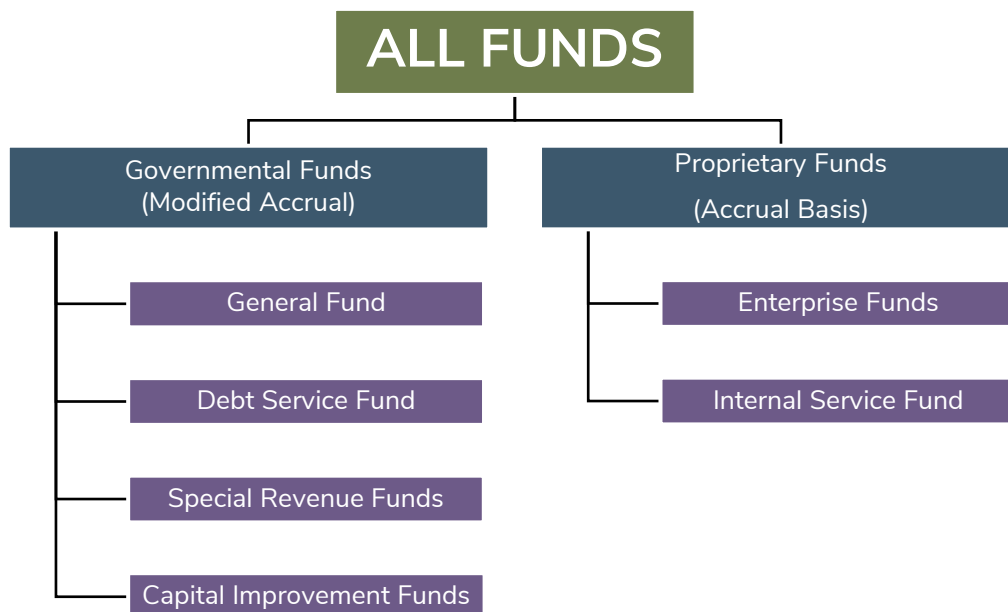 ALL FUNDS
Governmental Funds
(Modified Accrual)
General Fund
Debt Service Fund
Special Revenue Funds
Capital Improvement Funds
Proprietary Funds
(Accrual Basis)
Enterprise Funds
Internal Service Fund